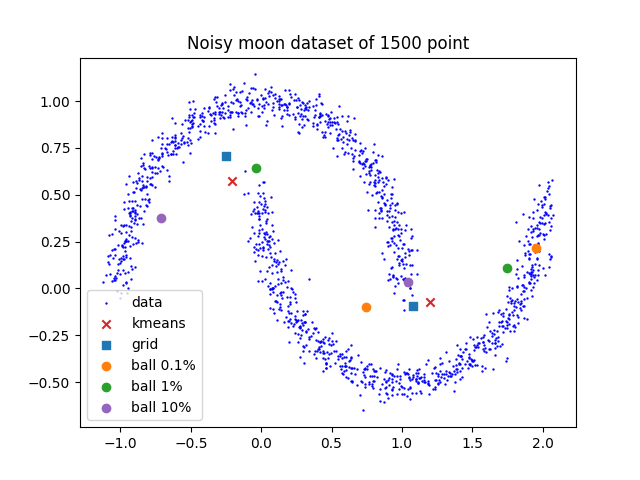 Noisy moon dataset of 1500 point
1.00
0.75
0.50
0.25
0.00
−0.25
−0.50
data
kmeans
grid
ball 0.1%
ball 1%
ball 10%
−1.0 −0.5 0.0 0.5 1.0 1.5 2.0